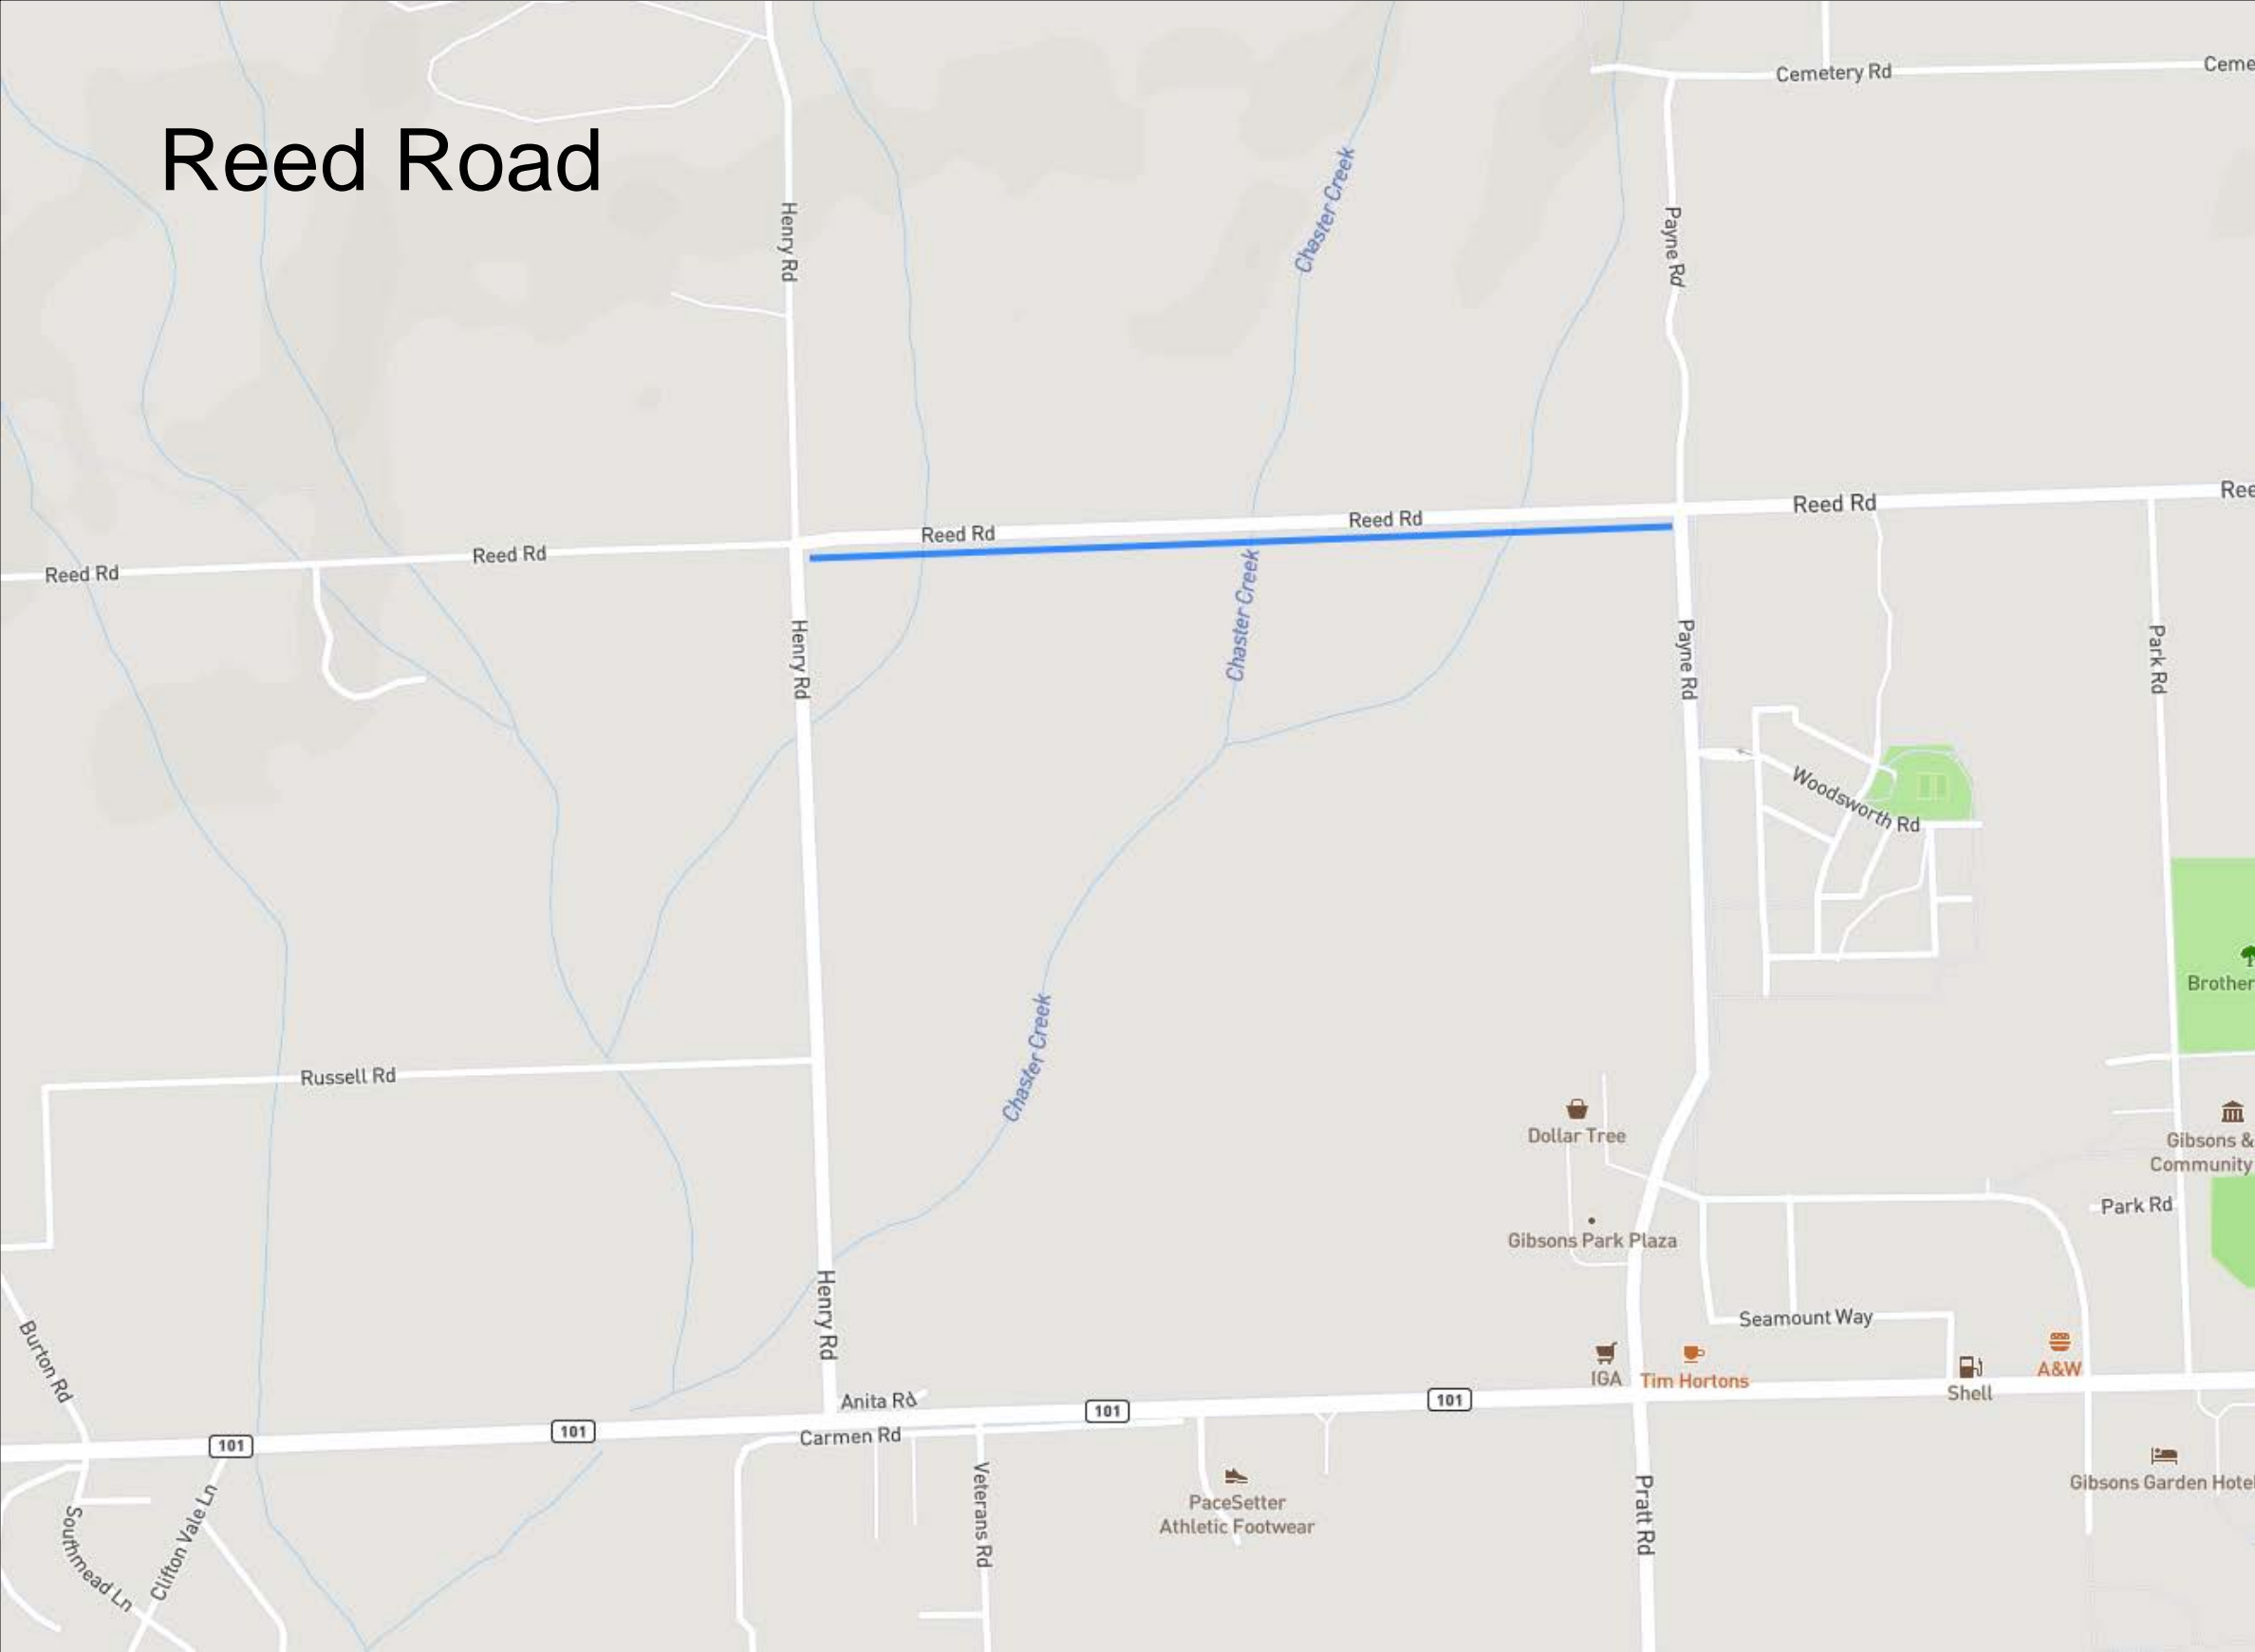 Ceme
Cemetery Rd
Reed Road
Henry Rd
Chaster Creek
Payne Rd
Ree
Reed Rd
Reed Rd
Reed Rd
Reed Rd
Reed Rd
Chaster Creek
Henry Rd
Payne Rd
Park Rd
Woodsworth Rd
Brother
Chaster Creek
Russell Rd
Dollar Tree
Gibsons &
Community
Park Rd
Gibsons Park Plaza
Henry Rd
Seamount Way
Burton Rd
IGA
Tim Hortons
A&W
Shell
Anita Rd
101
101
101
101
Carmen Rd
Gibsons Garden Hote
Veterans Rd
PaceSetter
Athletic Footwear
Pratt Rd
Southmead Ln
Clifton Vale Ln